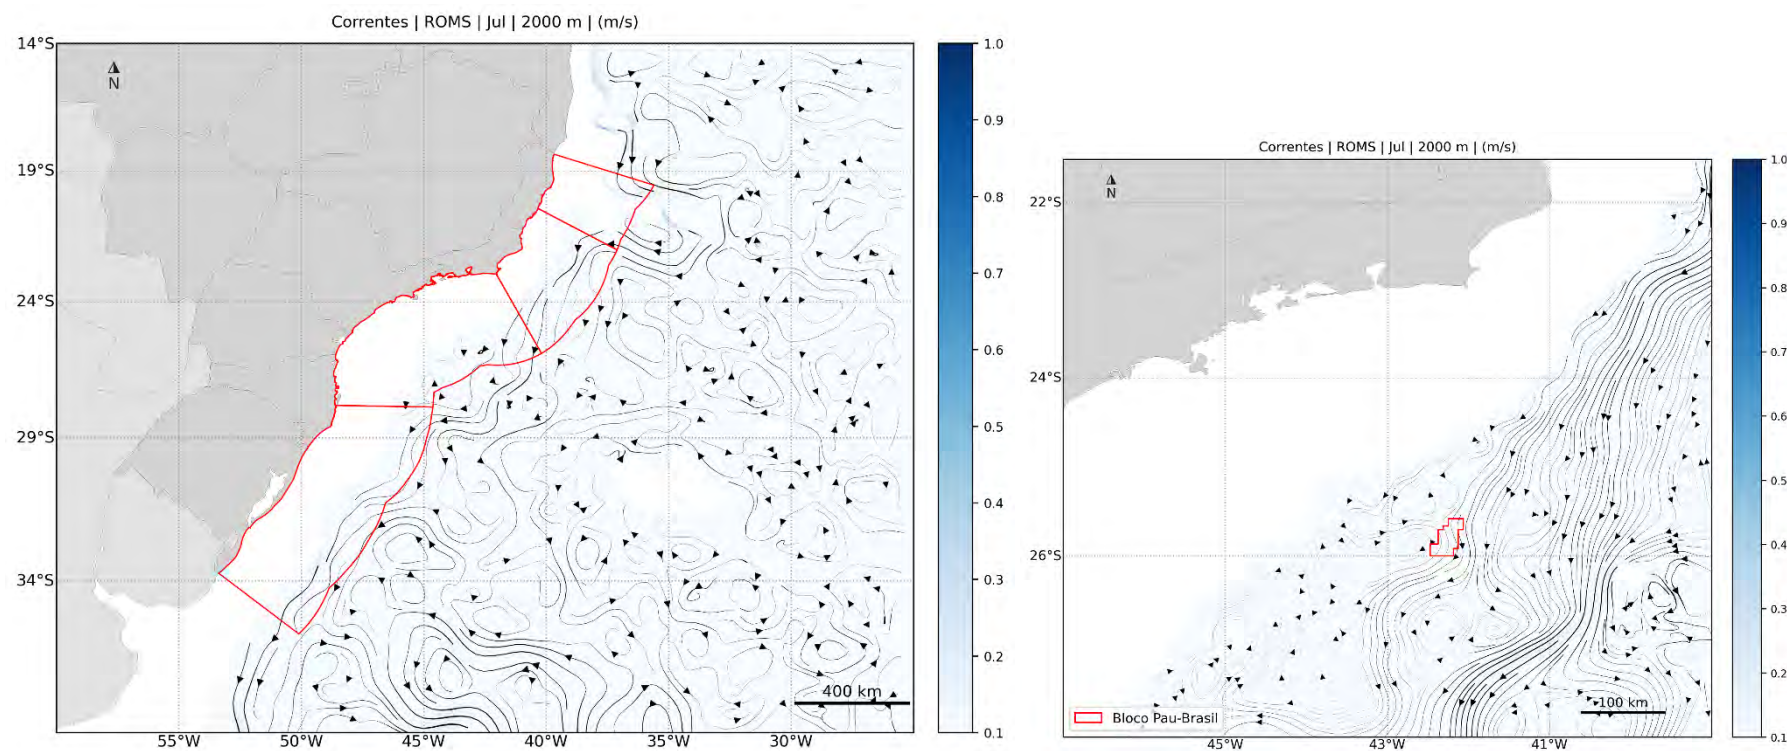 Correntes | ROMS | Jul | 2000 m | (m/s)
14°S
19°S
24°S
29°S
34°S
N
55°W
50°W
45°W
40°W
35°W
30°W
400 km
1.0
0.9
0.8
0.7
0.6
0.5
0.4
0.3
0.2
0.1
Correntes | ROMS | Jul | 2000 m | (m/s)
N
22°S
24°S
26°S
45°W
43°W
41°W
Bloco Pau-Brasil
100 km
1.0
0.9
0.8
0.7
0.6
0.5
0.4
0.3
0.2
0.1